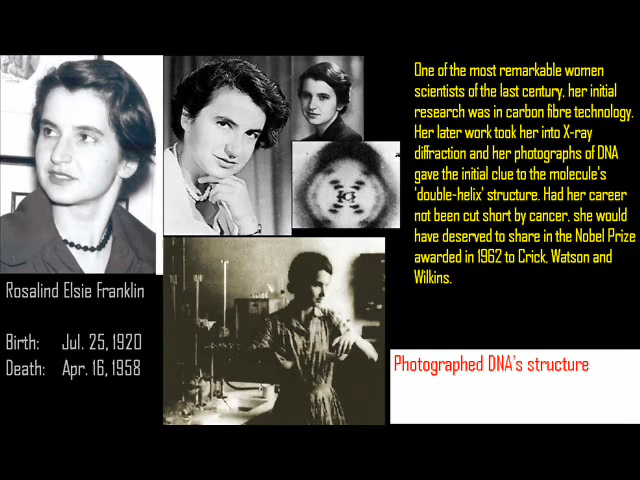 Rosalind Elsie Franklin
Birth: Jul. 25, 1920
Death: Apr. 16, 1958
One of the most remarkable women
scientists of the last century, her initial
research was in carbon fibre technology.
Her later work took her into X-ray
diffraction and her photographs of DNA
gave the initial clue to the molecule's
'double-helix' structure. Had her career
not been cut short by cancer, she would
have deserved to share in the Nobel Prize
awarded in 1962 to Crick, Watson and
Wilkins.
Photographed DNA's structure